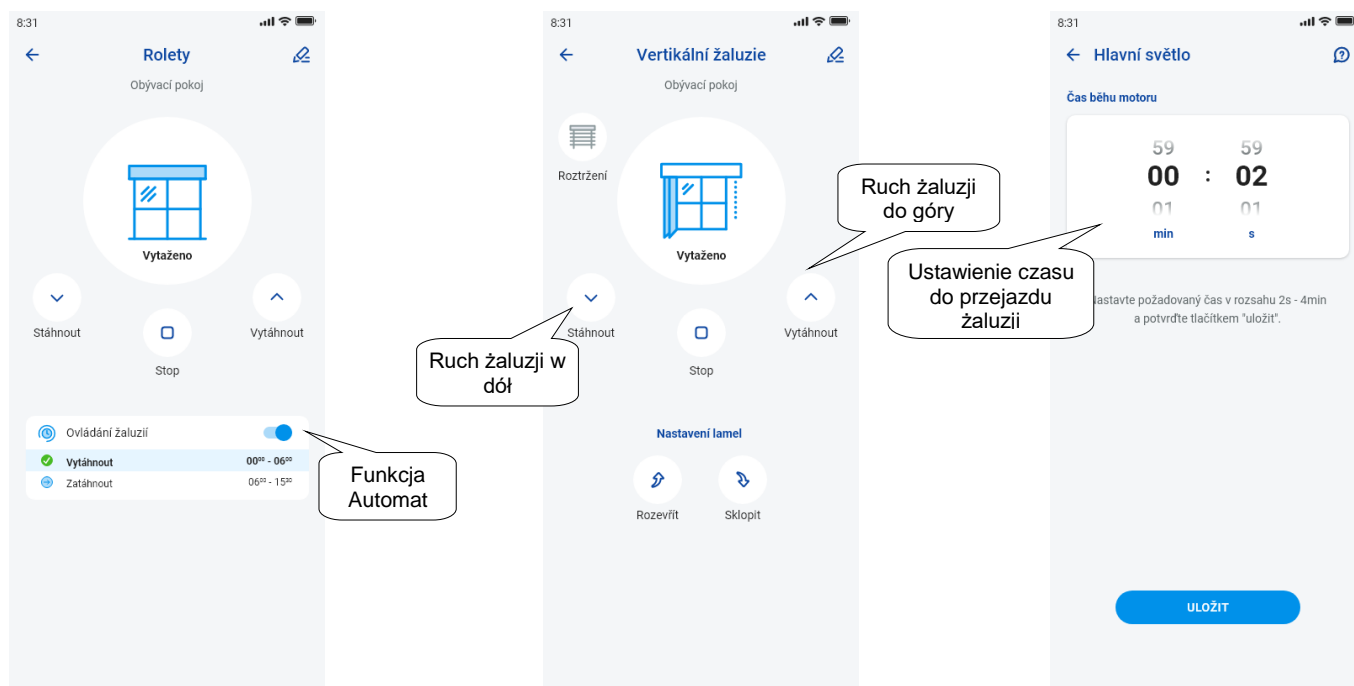 8:31
Rolety
Obývací pokoj
Vytaženo
Stáhnout
Vytáhnout
Stop
Ovládání žaluzií
Vytáhnout 00⁰⁰ - 06⁰⁰
Zatáhnout 06⁰⁰ - 15³⁰
Funkcja
Automat
8:31
Vertikální žaluzie
Obývací pokoj
Roztržení
Vytaženo
Stáhnout
Vytáhnout
Stop
Ruch żaluzji w
dół
Ruch żaluzji
do góry
Nastavení lamel
Rozevřít
Sklopit
8:31
Hlavní světlo
Čas běhu motoru
59 59
00 : 02
01 01
min s
Ustawienie czasu
do przejazdu
żaluzji
Nastavte požadovaný čas v rozsahu 2s - 4min
a potvrďte tlačítkem "uložit".
ULOŽIT